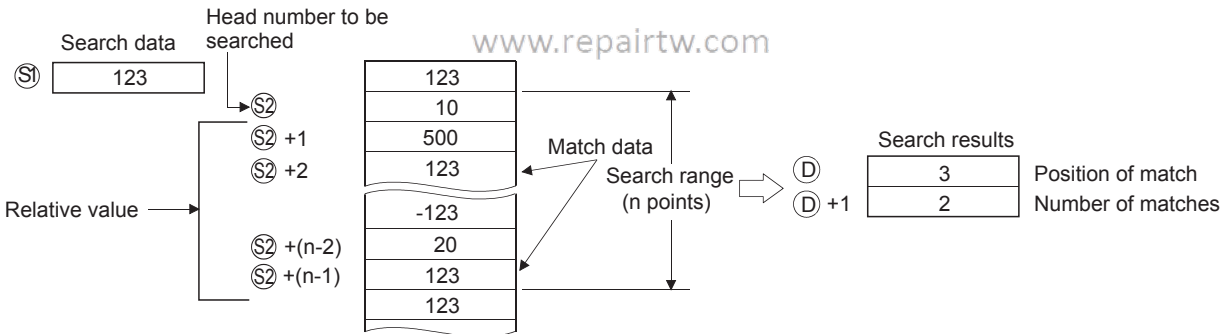 Head number to be
searched
Search data
www.repairtw.com
S1 123
123
S2 10
S2 +1 500
S2 +2 123
Match data
Search range
(n points)
Relative value
-123
S2 +(n-2) 20
S2 +(n-1) 123
123
Search results
D 3 Position of match
D +1 2 Number of matches